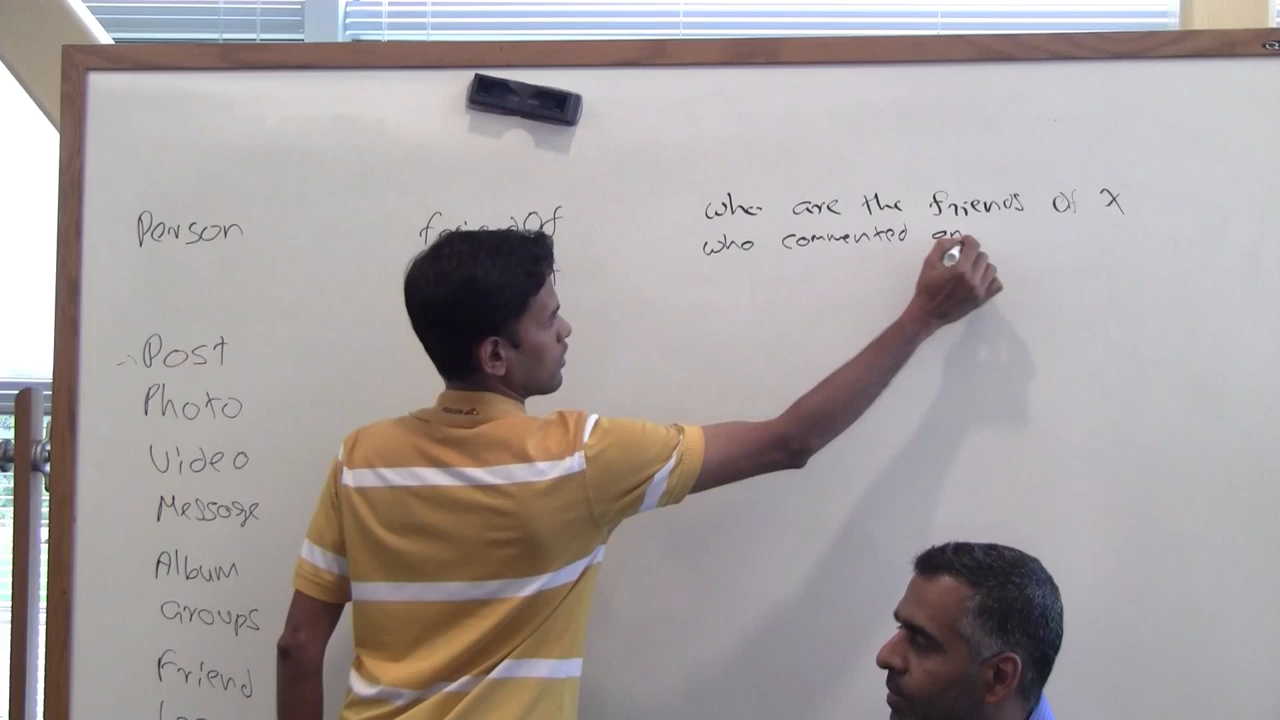 Person
Post
Photo
Video
Message
Album
Groups
Friend
friendOf
who are the friends of X
who commented on